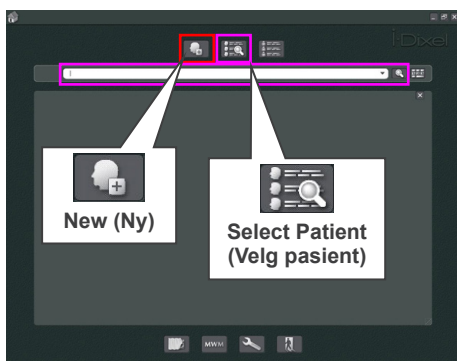 i-Dixel
New (Ny)
Select Patient
(Velg pasient)
MWM